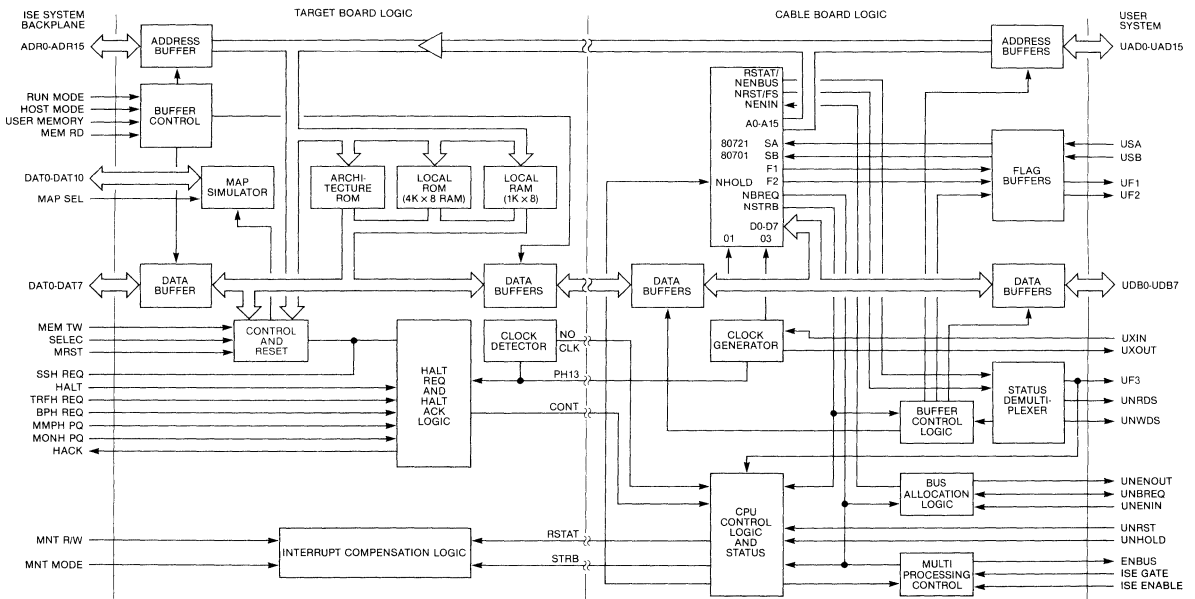 ISE SYSTEM
BACKPLANE
TARGET BOARD LOGIC
CABLE BOARD LOGIC
USER
SYSTEM
ADR0-ADR15
ADDRESS
BUFFER
ADDRESS
BUFFERS
UAD0-UAD15
RUN MODE
HOST MODE
USER MEMORY
MEM RD
BUFFER
CONTROL
RSTAT/
NENBUS
NRST/FS
NENIN
A0-A15
80721 SA
80701 SB
F1
NHOLD F2
NBREQ
NSTRB
D0-D7
01 03
FLAG
BUFFERS
USA
USB
UF1
UF2
DAT0-DAT10
MAP SEL
MAP
SIMULATOR
ARCHI-
TECTURE
ROM
LOCAL
ROM
(4K × 8 RAM)
LOCAL
RAM
(1K × 8)
DAT0-DAT7
DATA
BUFFER
DATA
BUFFERS
DATA
BUFFERS
DATA
BUFFERS
UDB0-UDB7
MEM TW
SELEC
MRST
CONTROL
AND
RESET
SSH REQ
HALT
TRFH REQ
BPH REQ
MMPH PQ
MONH PQ
HACK
HALT
REQ
AND
HALT
ACK
LOGIC
CLOCK
DETECTOR
NO
CLK
PH13
CONT
CLOCK
GENERATOR
UXIN
UXOUT
STATUS
DEMULTI-
PLEXER
UF3
UNRDS
UNWDS
BUFFER
CONTROL
LOGIC
CPU
CONTROL
LOGIC
AND
STATUS
BUS
ALLOCATION
LOGIC
UNENOUT
UNBREQ
UNENIN
UNRST
UNHOLD
MNT R/W
MNT MODE
INTERRUPT COMPENSATION LOGIC
RSTAT
STRB
MULTI
PROCESSING
CONTROL
ENBUS
ISE GATE
ISE ENABLE